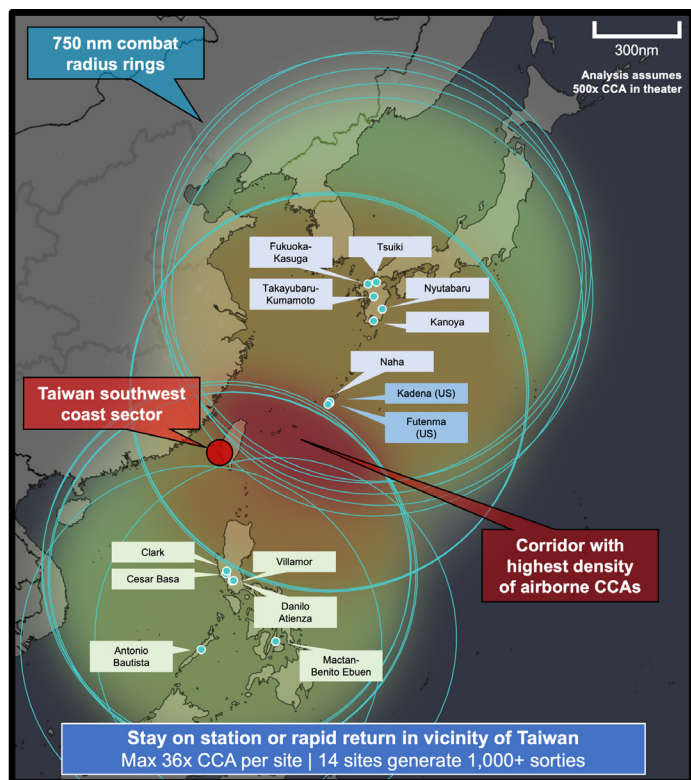 750 nm combat
radius rings
300nm
Analysis assumes
500x CCA in theater
Fukuoka-
Kasuga
Tsuiki
Takayubaru-
Kumamoto
Nyutabaru
Kanoya
Naha
Kadena (US)
Futenma
(US)
Taiwan southwest
coast sector
Corridor with
highest density
of airborne CCAs
Clark
Villamor
Cesar Basa
Danilo
Atienza
Antonio
Bautista
Mactan-
Benito Ebuen
Stay on station or rapid return in vicinity of Taiwan
Max 36x CCA per site | 14 sites generate 1,000+ sorties